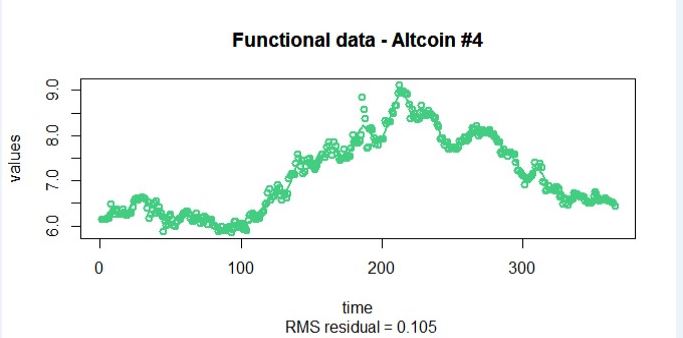 Functional data - Altcoin #4
values
9.0
8.0
7.0
6.0
0 100 200 300
time
RMS residual = 0.105